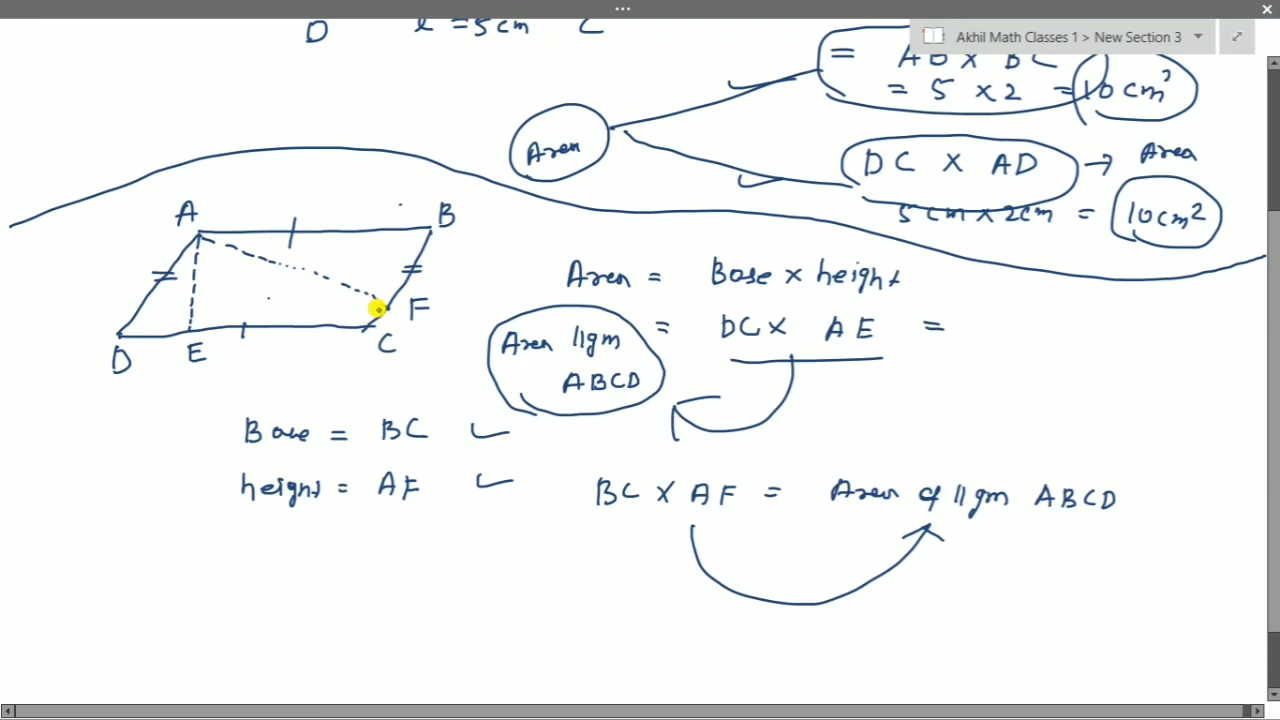 Akhil Math Classes 1 > New Section 3
D l = 5 cm C
= AB X BC
= 5 x 2 = 10 cm²
Area
DC X AD → Area
5 cm x 2 cm = 10 cm²
A B
D E C F
Area = Base x height
Area llgm ABCD = DC X AE =
Base = BC
height = AF
BC X AF = Area of llgm ABCD